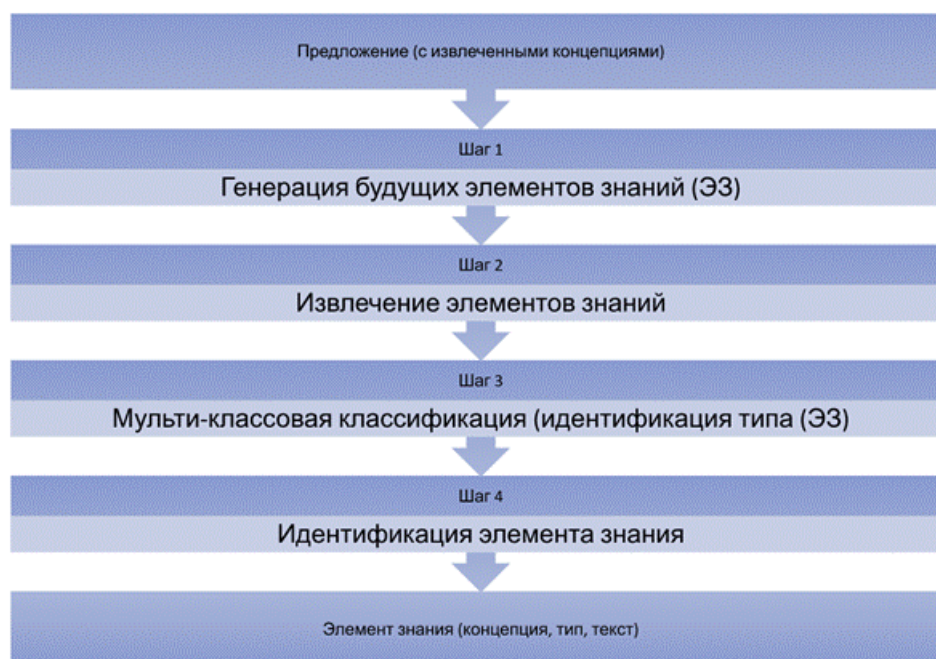 Предложение (с извлеченными концепциями)
Шаг 1
Генерация будущих элементов знаний (ЭЗ)
Шаг 2
Извлечение элементов знаний
Шаг 3
Мульти-классовая классификация (идентификация типа (ЭЗ)
Шаг 4
Идентификация элемента знания
Элемент знания (концепция, тип, текст)